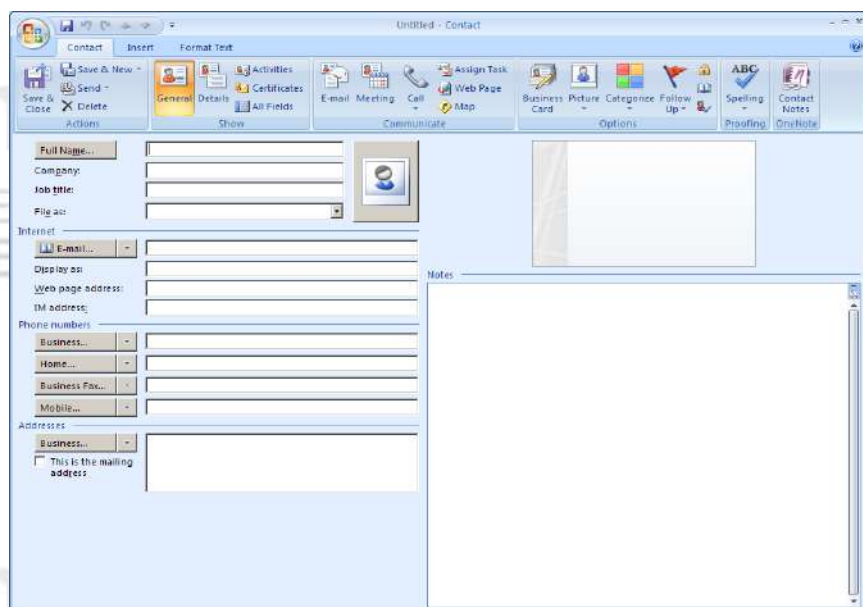 Untitled - Contact
Contact Insert Format Text
Save & Close
Save & New
Send
Delete
Actions
General
Details
Activities
Certificates
All Fields
Show
E-mail
Meeting
Call
Assign Task
Web Page
Map
Communicate
Business Card
Picture
Categorize
Follow Up
Options
ABC
Spelling
Proofing
Contact Notes
OneNote
Full Name...
Company:
Job title:
File as:
Internet
E-mail...
Display as:
Web page address:
IM address:
Phone numbers
Business...
Home...
Business Fax...
Mobile...
Addresses
Business...
This is the mailing
address
Notes